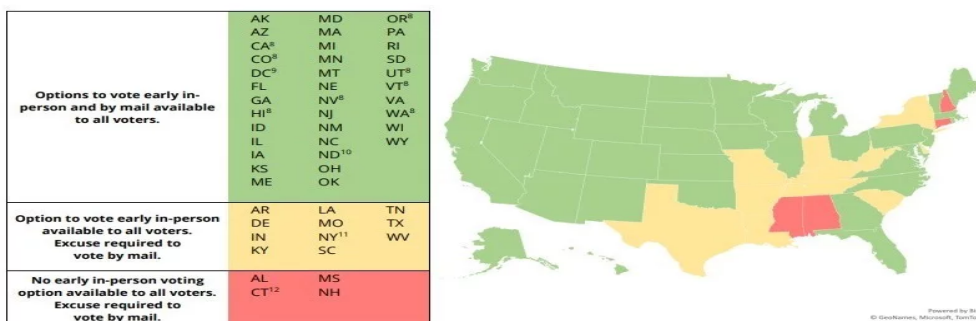 AK MD OR⁸
AZ MA PA
CA⁸ MI RI
CO⁸ MN SD
DC⁹ MT UT⁸
FL NE VT⁸
GA NV⁸ VA
HI⁸ NJ WA⁸
ID NM WI
IL NC WY
IA ND¹⁰
KS OH
ME OK
Options to vote early in-
person and by mail available
to all voters.
AR LA TN
DE MO TX
IN NY¹¹ WV
KY SC
Option to vote early in-person
available to all voters.
Excuse required to
vote by mail.
AL MS
CT¹² NH
No early in-person voting
option available to all voters.
Excuse required to
vote by mail.
Powered by
© GeoNames, Microsoft,